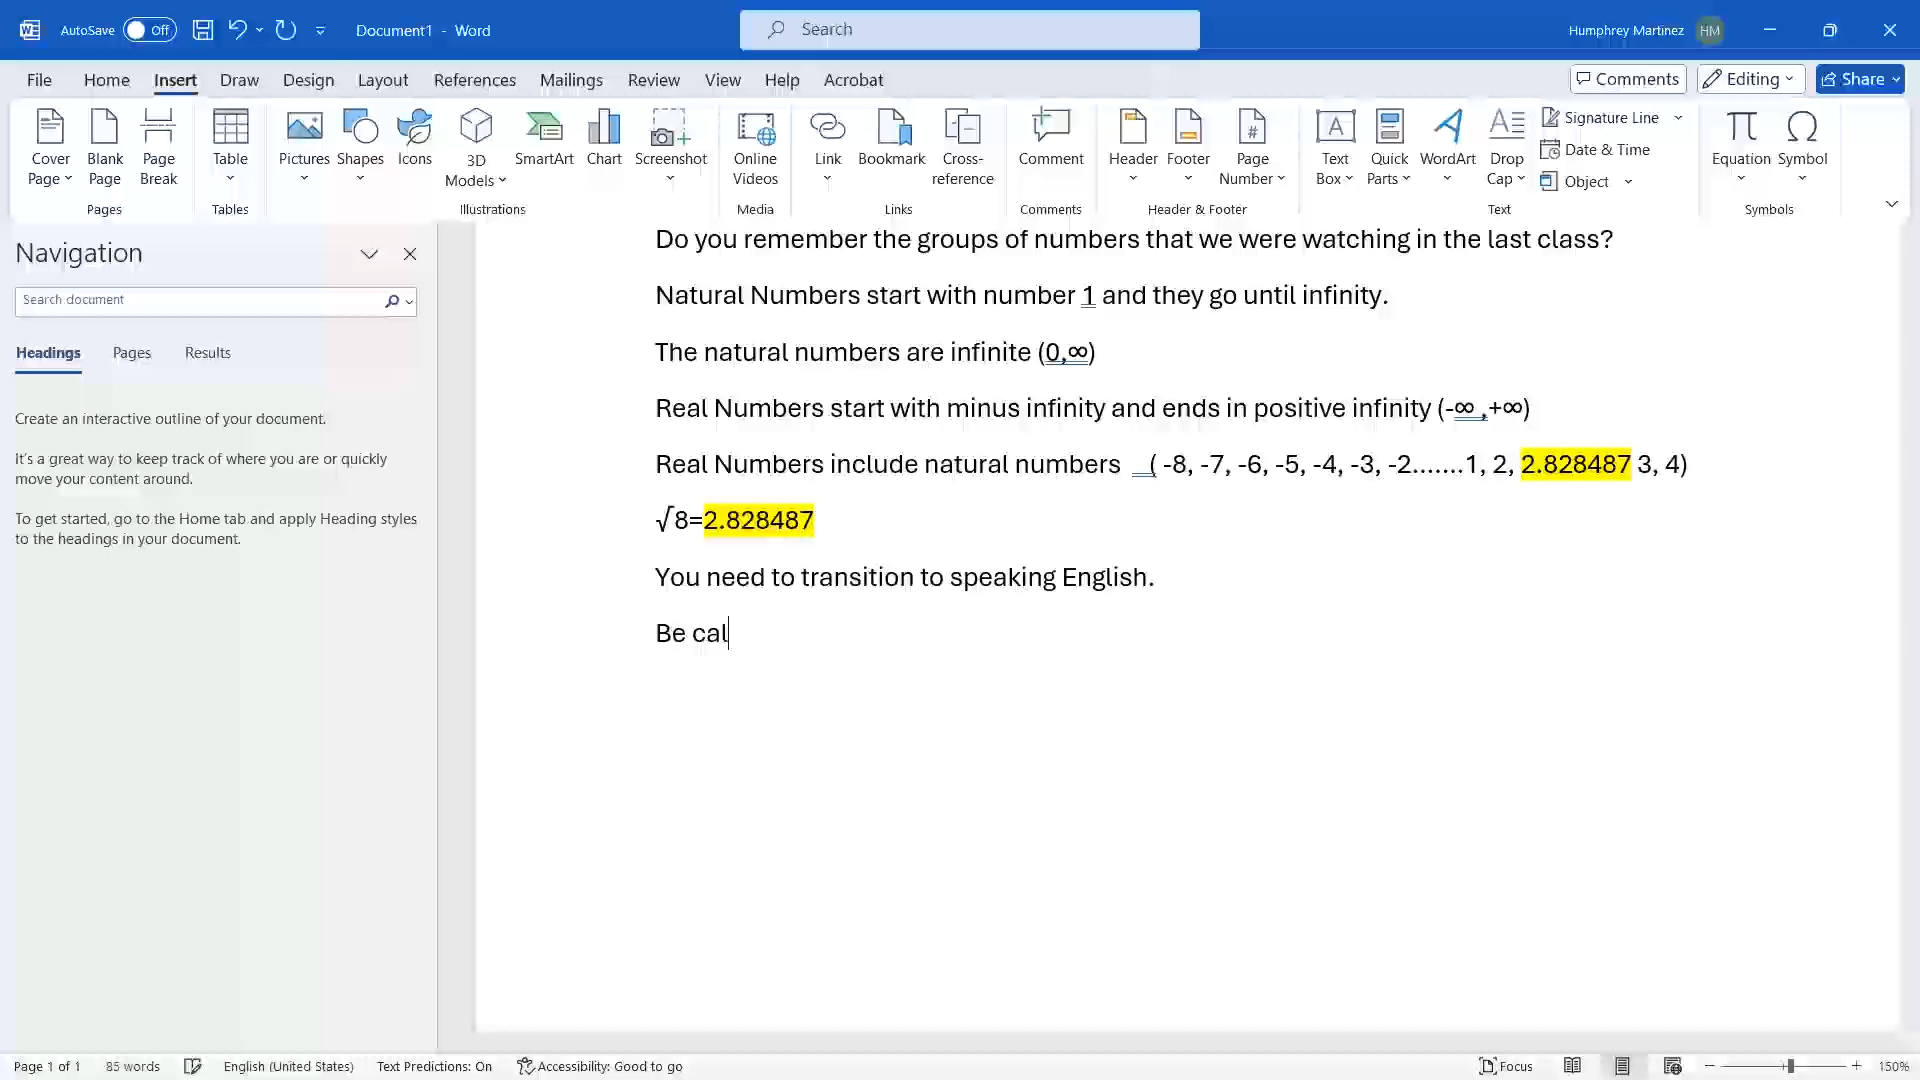 AutoSave Off Document1 - Word Search Humphrey Martinez HM
File Home Insert Draw Design Layout References Mailings Review View Help Acrobat Comments Editing Share
Cover Page Blank Page Page Break Table Pictures Shapes Icons 3D Models SmartArt Chart Screenshot Online Videos Link Bookmark Cross-reference Comment Header Footer Page Number Text Box Quick Parts WordArt Drop Cap Signature Line Date & Time Object Equation Symbol
Pages Tables Illustrations Media Links Comments Header & Footer Text Symbols
Navigation
Search document
Headings Pages Results
Create an interactive outline of your document.
It's a great way to keep track of where you are or quickly
move your content around.
To get started, go to the Home tab and apply Heading styles
to the headings in your document.
Do you remember the groups of numbers that we were watching in the last class?
Natural Numbers start with number 1 and they go until infinity.
The natural numbers are infinite (0,∞)
Real Numbers start with minus infinity and ends in positive infinity (-∞ ,+∞)
Real Numbers include natural numbers ( -8, -7, -6, -5, -4, -3, -2.......1, 2, 2.828487 3, 4)
√8=2.828487
You need to transition to speaking English.
Be cal
Page 1 of 1 85 words English (United States) Text Predictions: On Accessibility: Good to go Focus 150%